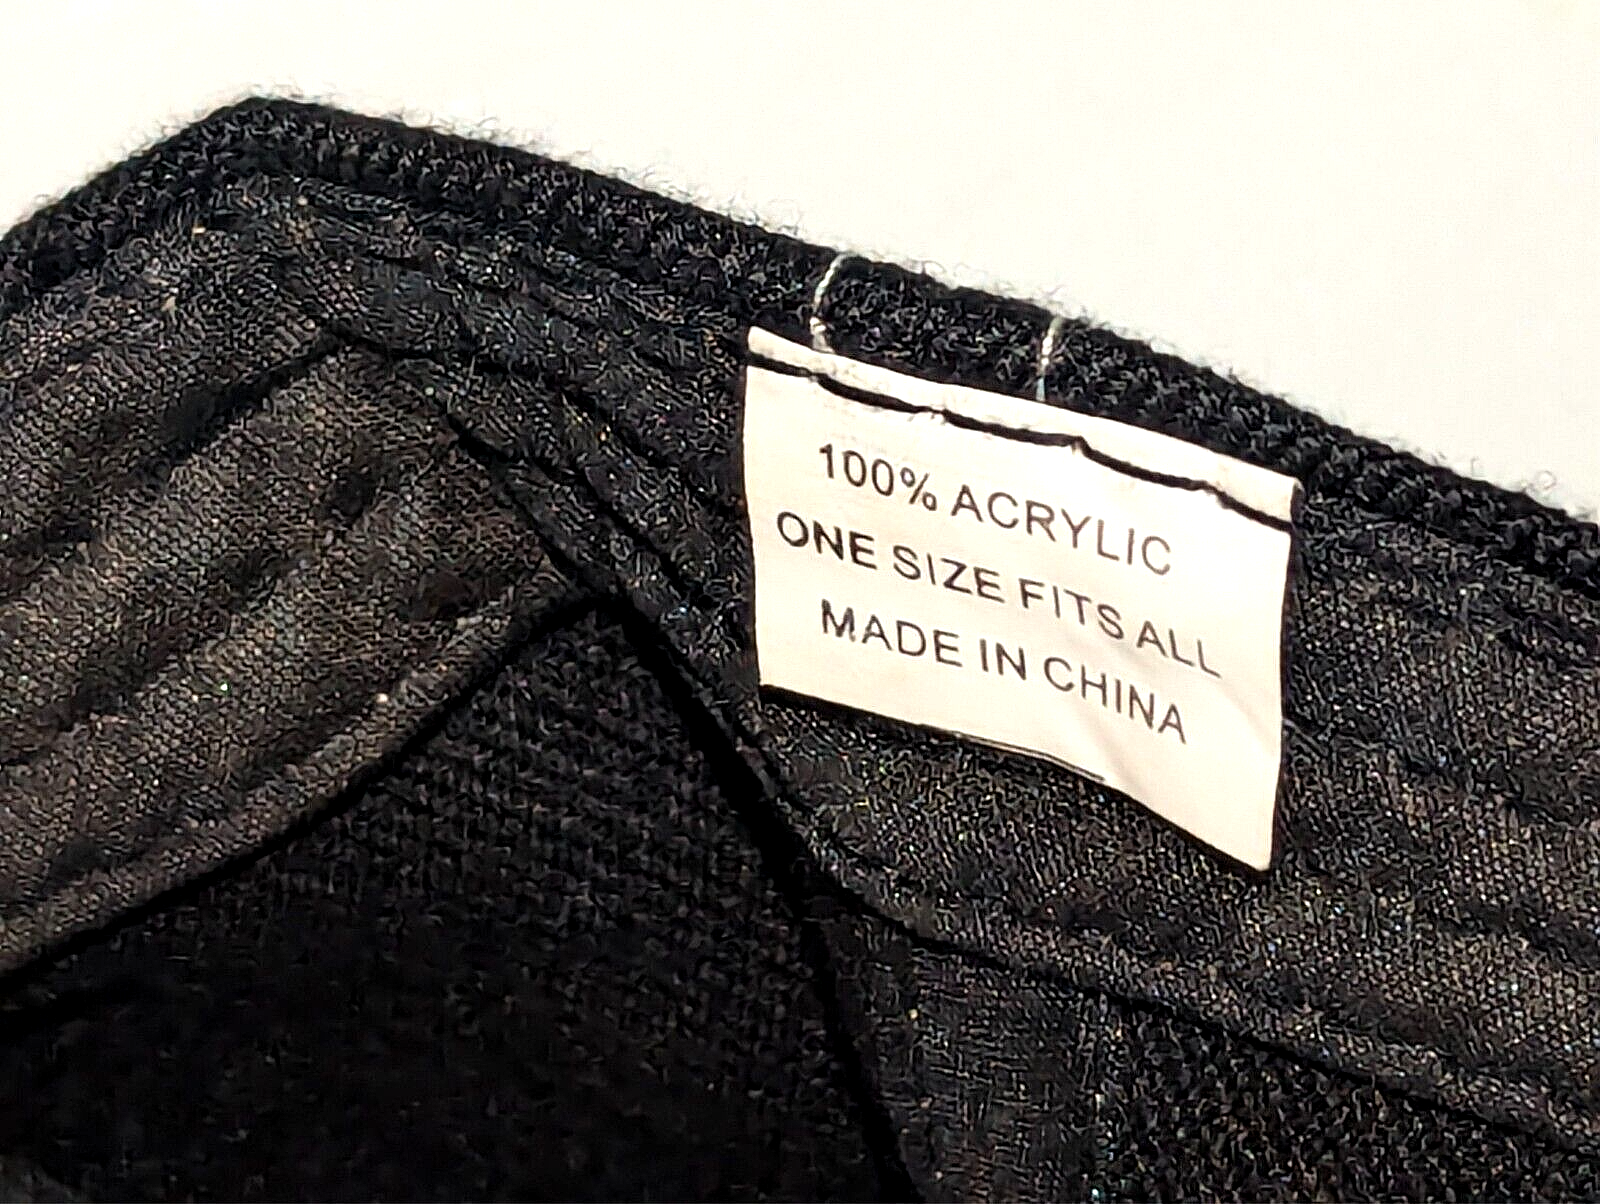 100% ACRYLIC
ONE SIZE FITS ALL
MADE IN CHINA